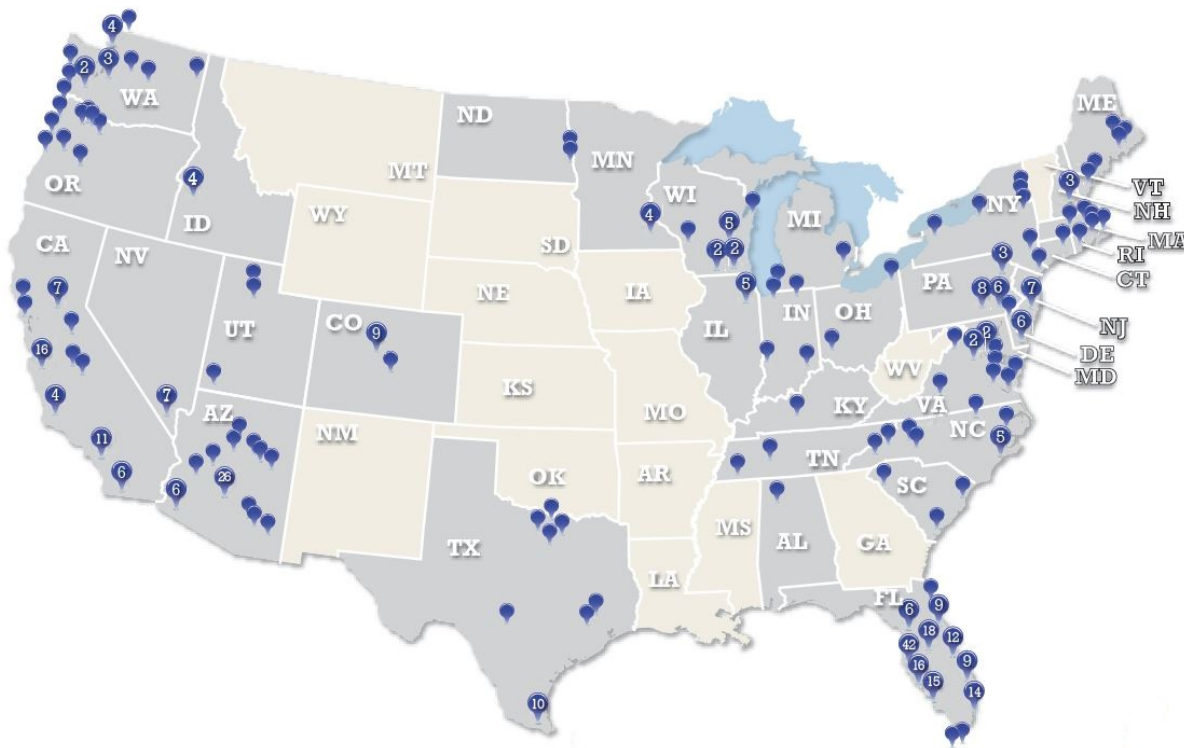 4
3
2
WA
ND
ME
MT
MN
OR
4
ID
WI
4
5
2
2
MI
NY
3
VT
NH
MA
RI
CT
WY
SD
CA
NV
7
NE
IA
5
3
PA
8
6
7
NJ
UT
CO
9
IL
IN
OH
2
2
6
DE
MD
16
KS
MO
WV
4
7
KY
VA
AZ
NM
11
6
6
26
OK
AR
TN
NC
5
SC
TX
MS
AL
GA
LA
FL
6
9
18
12
42
16
9
15
14
10